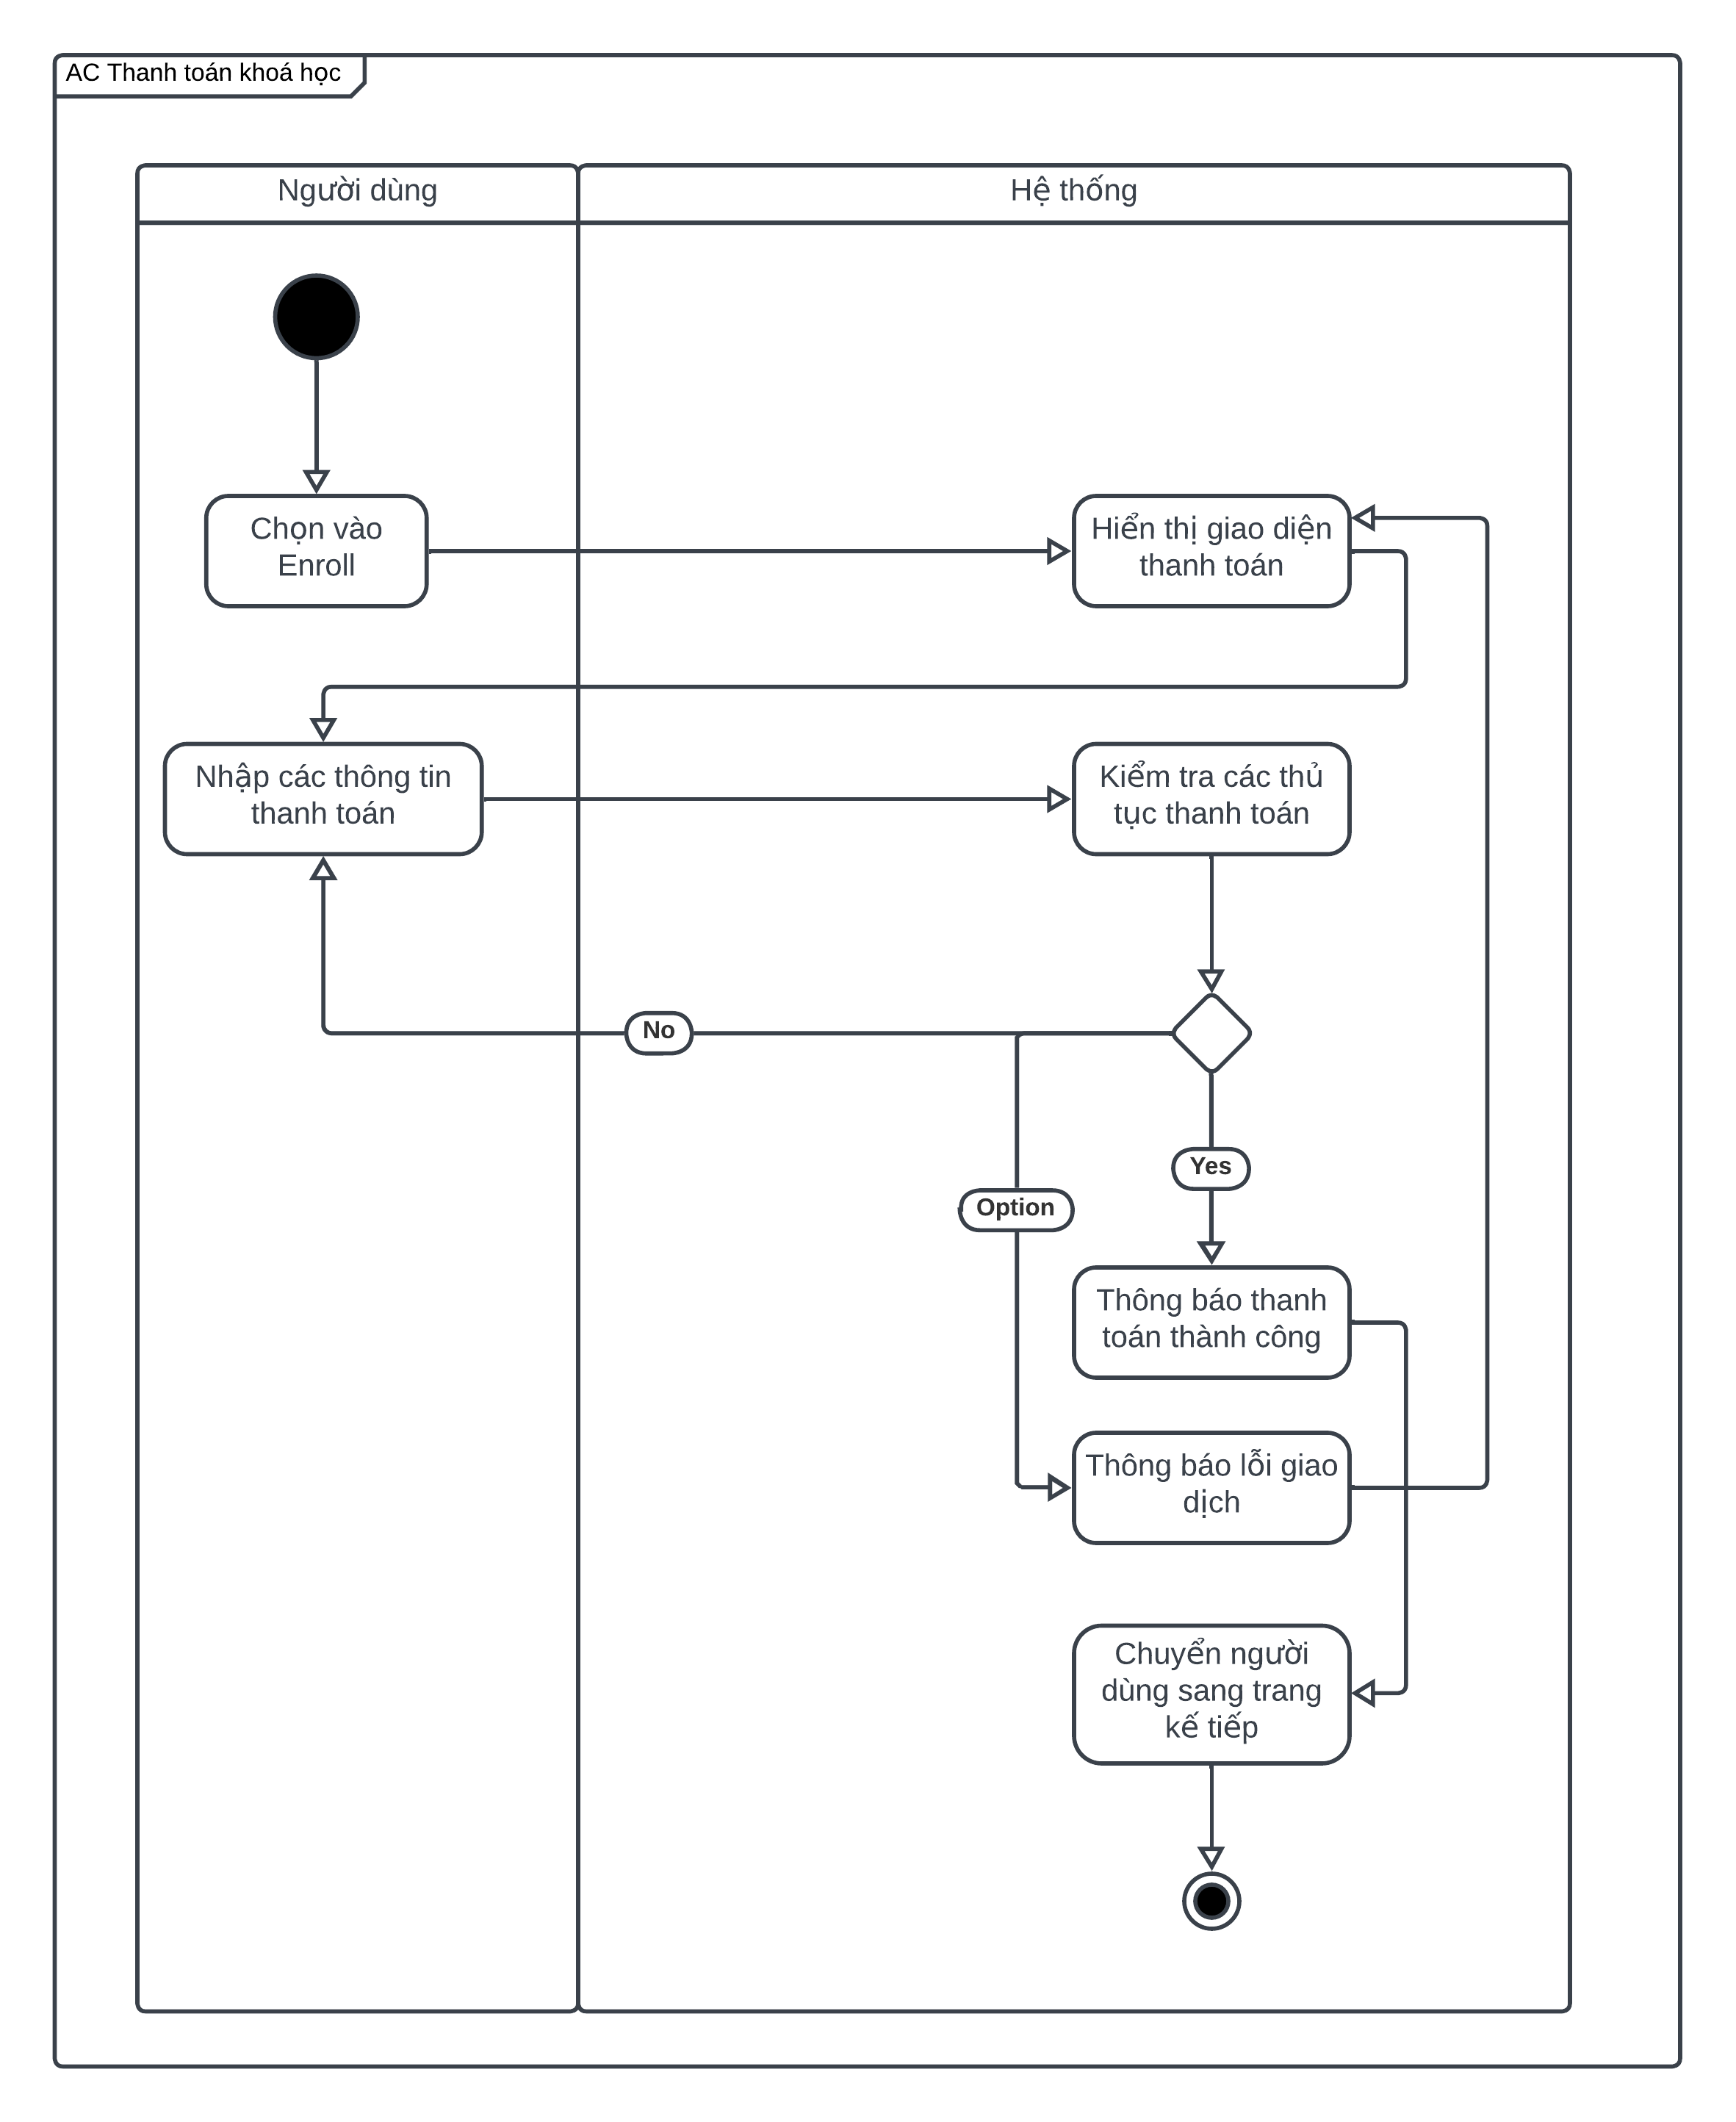 AC Thanh toán khoá học
Người dùng
Hệ thống
Chọn vào
Enroll
Hiển thị giao diện
thanh toán
Nhập các thông tin
thanh toán
Kiểm tra các thủ
tục thanh toán
No
Yes
Option
Thông báo thanh
toán thành công
Thông báo lỗi giao
dịch
Chuyển người
dùng sang trang
kế tiếp